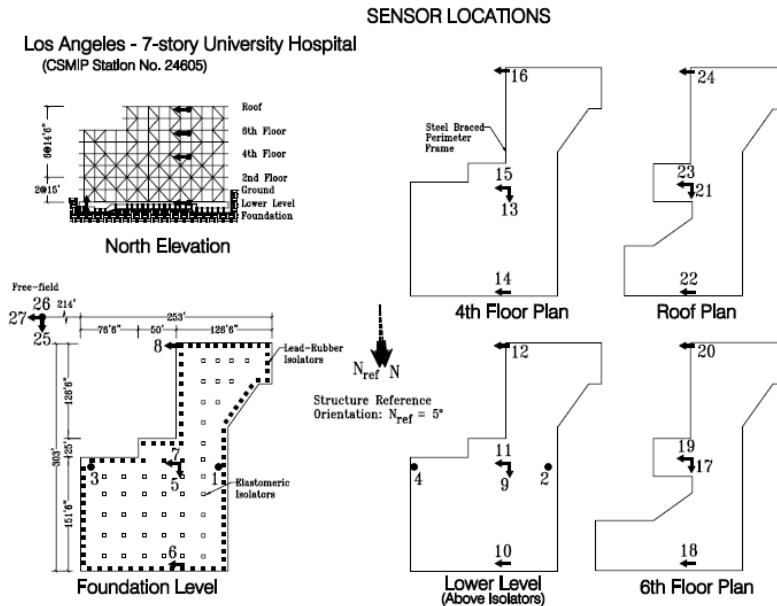 SENSOR LOCATIONS
Los Angeles - 7-story University Hospital
(CSMIP Station No. 24605)
Roof
6th Floor
4th Floor
2nd Floor
Ground
Lower Level
Foundation
6@14'6"
2@15'
North Elevation
16
Steel Braced
Perimeter
Frame
15
13
14
4th Floor Plan
24
23
21
22
Roof Plan
Free-field
26
27
25
214'
253'
76'6"
50'
126'6"
8
Lead-Rubber
Isolators
126'6"
303'
25'
151'6"
7
3
5
1
Elastomeric
Isolators
6
Foundation Level
Nref N
Structure Reference
Orientation: Nref = 5°
12
11
4
9
2
10
Lower Level
(Above Isolators)
20
19
17
18
6th Floor Plan